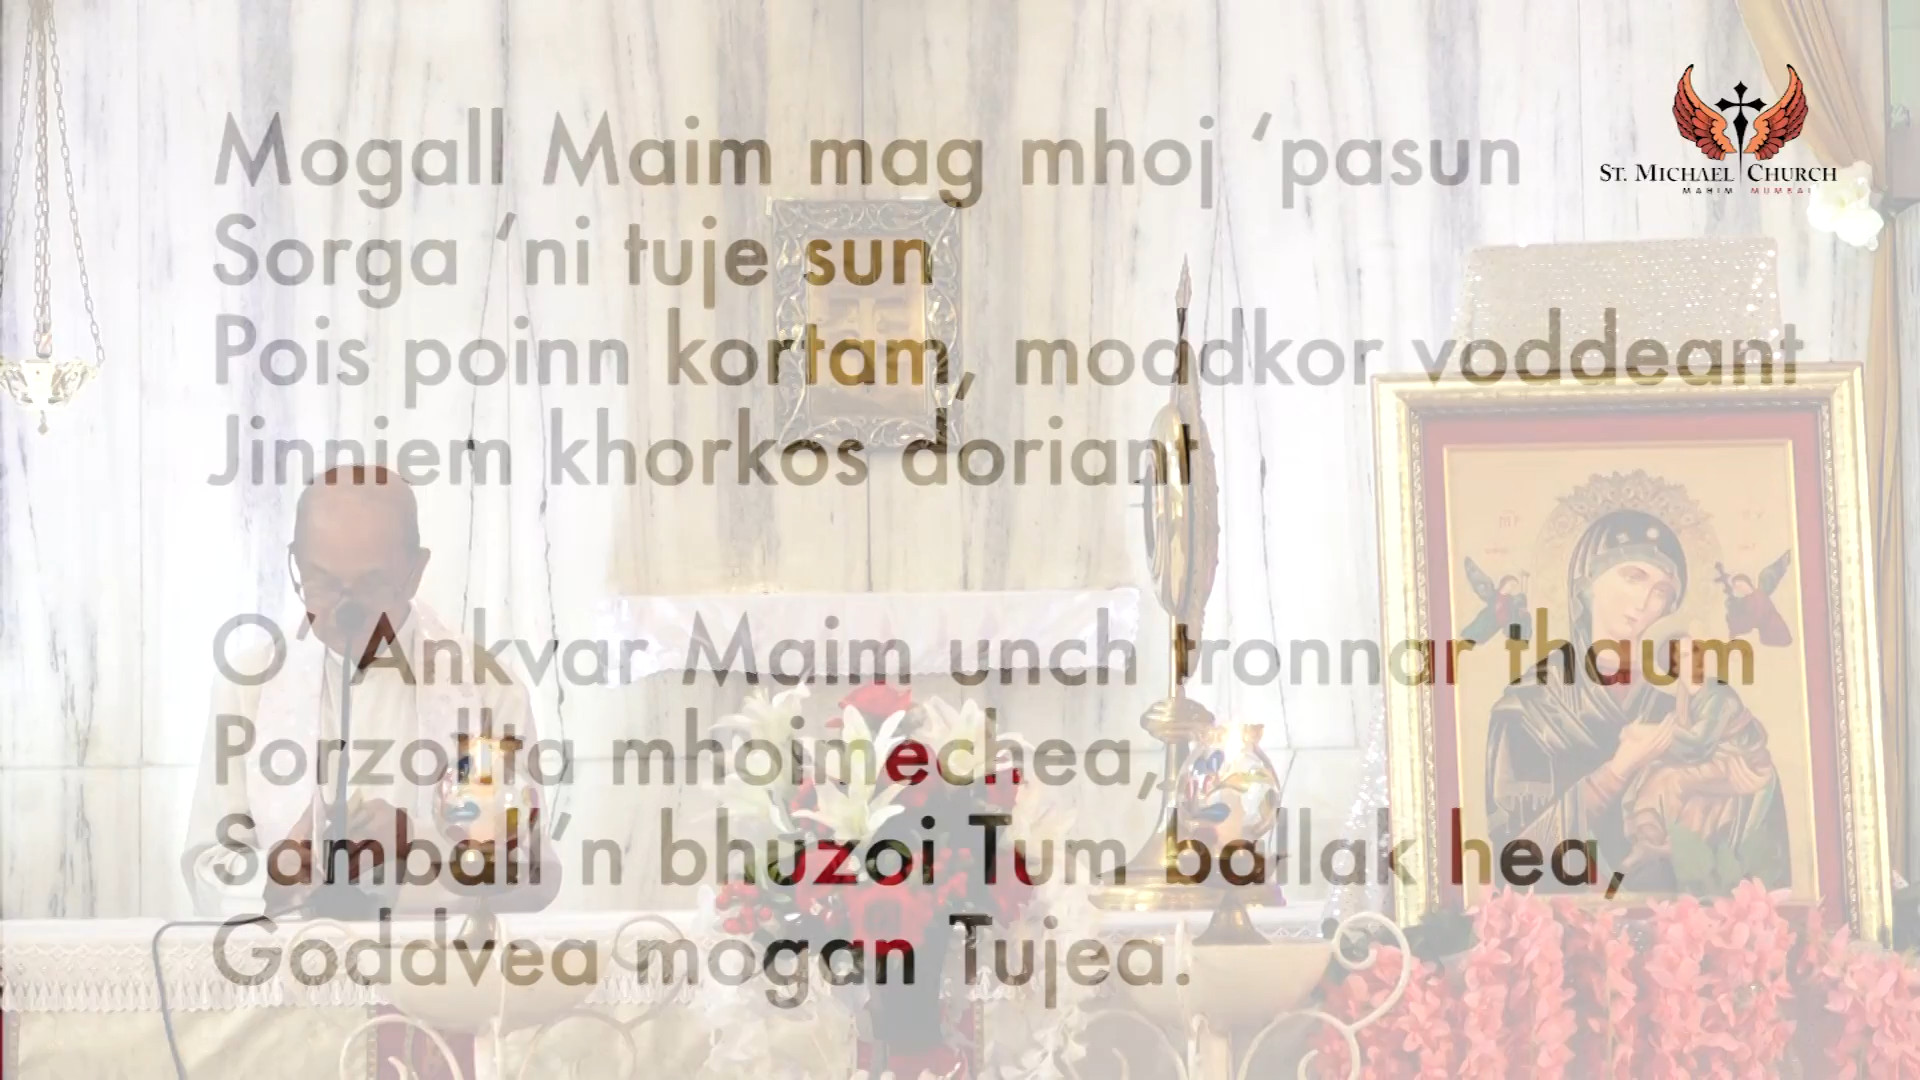 Mogall Maim mag mhoj ‘pasun
Sorga ‘ni tuje sun
Pois poinn kortam, moadkor voddeant
Jinniem khorkos doriant
O’ Ankvar Maim unch tronnar thaum
Porzollta mhoimechea,
Samball’n bhuzoi Tum ballak hea,
Goddvea mogan Tujea.
ST. MICHAEL CHURCH
MAHIM MUMBAI